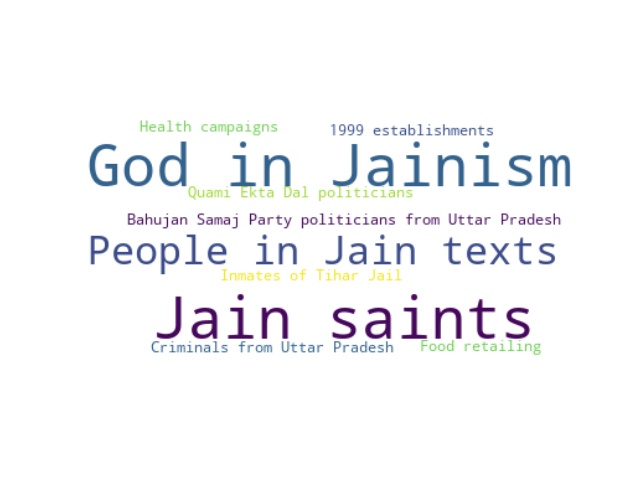 Health campaigns
1999 establishments
God in Jainism
Quami Ekta Dal politicians
Bahujan Samaj Party politicians from Uttar Pradesh
People in Jain texts
Inmates of Tihar Jail
Jain saints
Criminals from Uttar Pradesh
Food retailing